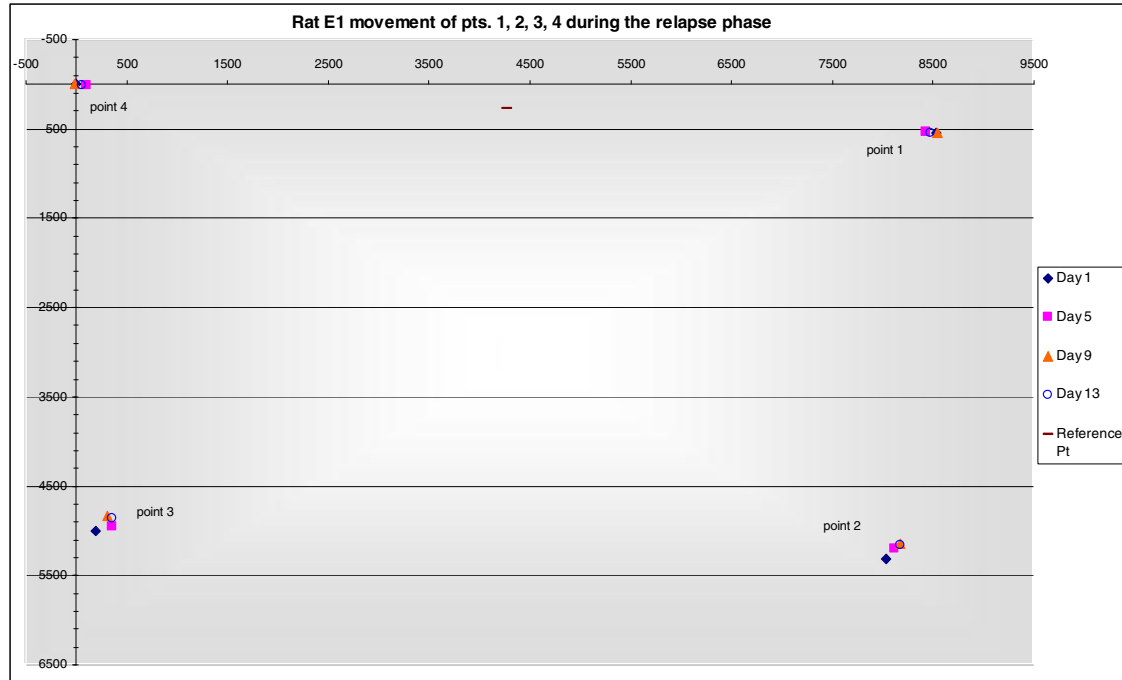 Rat E1 movement of pts. 1, 2, 3, 4 during the relapse phase
-500
-500 500 1500 2500 3500 4500 5500 6500 7500 8500 9500
point 4
500
point 1
1500
2500
Day 1
Day 5
3500
Day 9
Day 13
Reference
Pt
4500
point 3
point 2
5500
6500